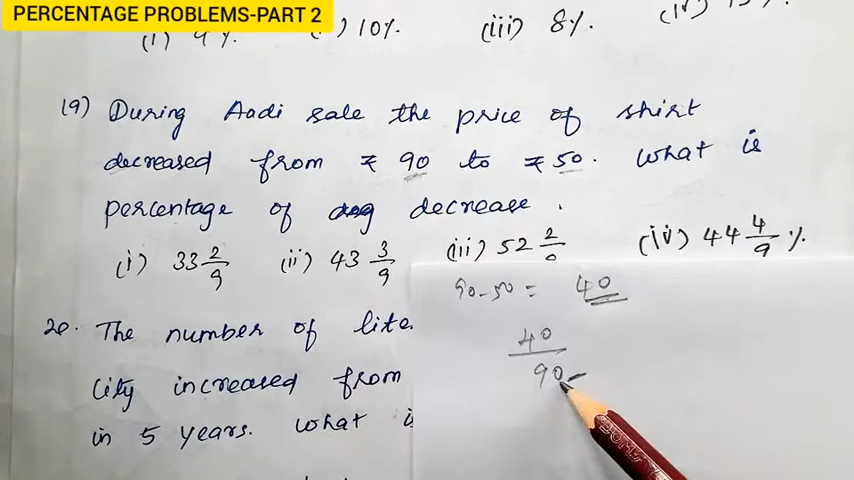 PERCENTAGE PROBLEMS-PART 2
10%. (iii) 8%.
19) During Aadi sale the price of shirt
decreased from ₹ 90 to ₹ 50. What is
percentage of decrease.
(i) 33 2/9 (ii) 43 3/9 (iii) 52 2/9 (iv) 44 4/9 %
90-50 = 40
20. The number of lite
40/90
city increased from
in 5 years. What i